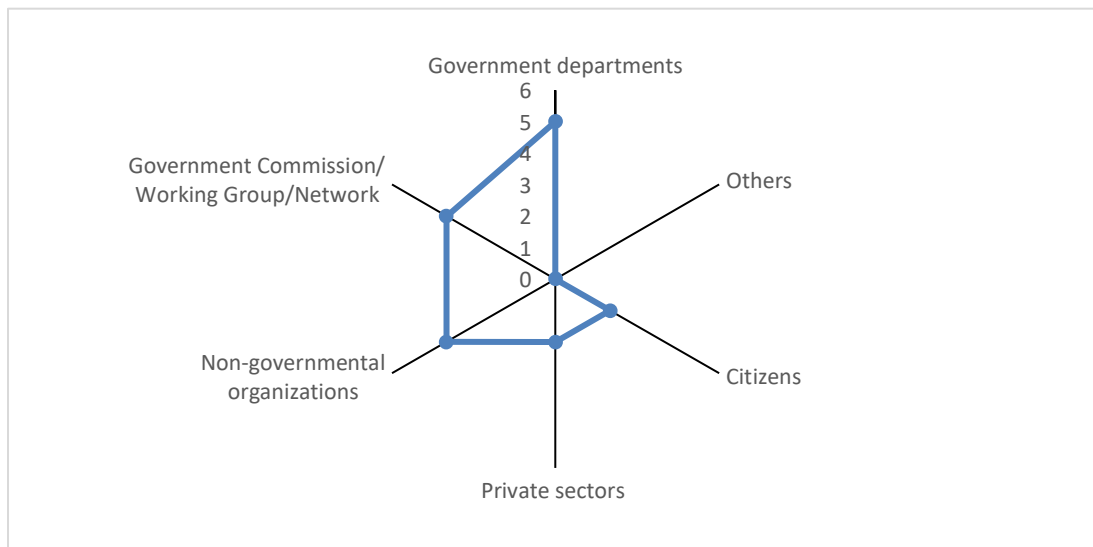 Government departments
6
5
4
3
2
1
0
Government Commission/
Working Group/Network
Others
Non-governmental
organizations
Citizens
Private sectors